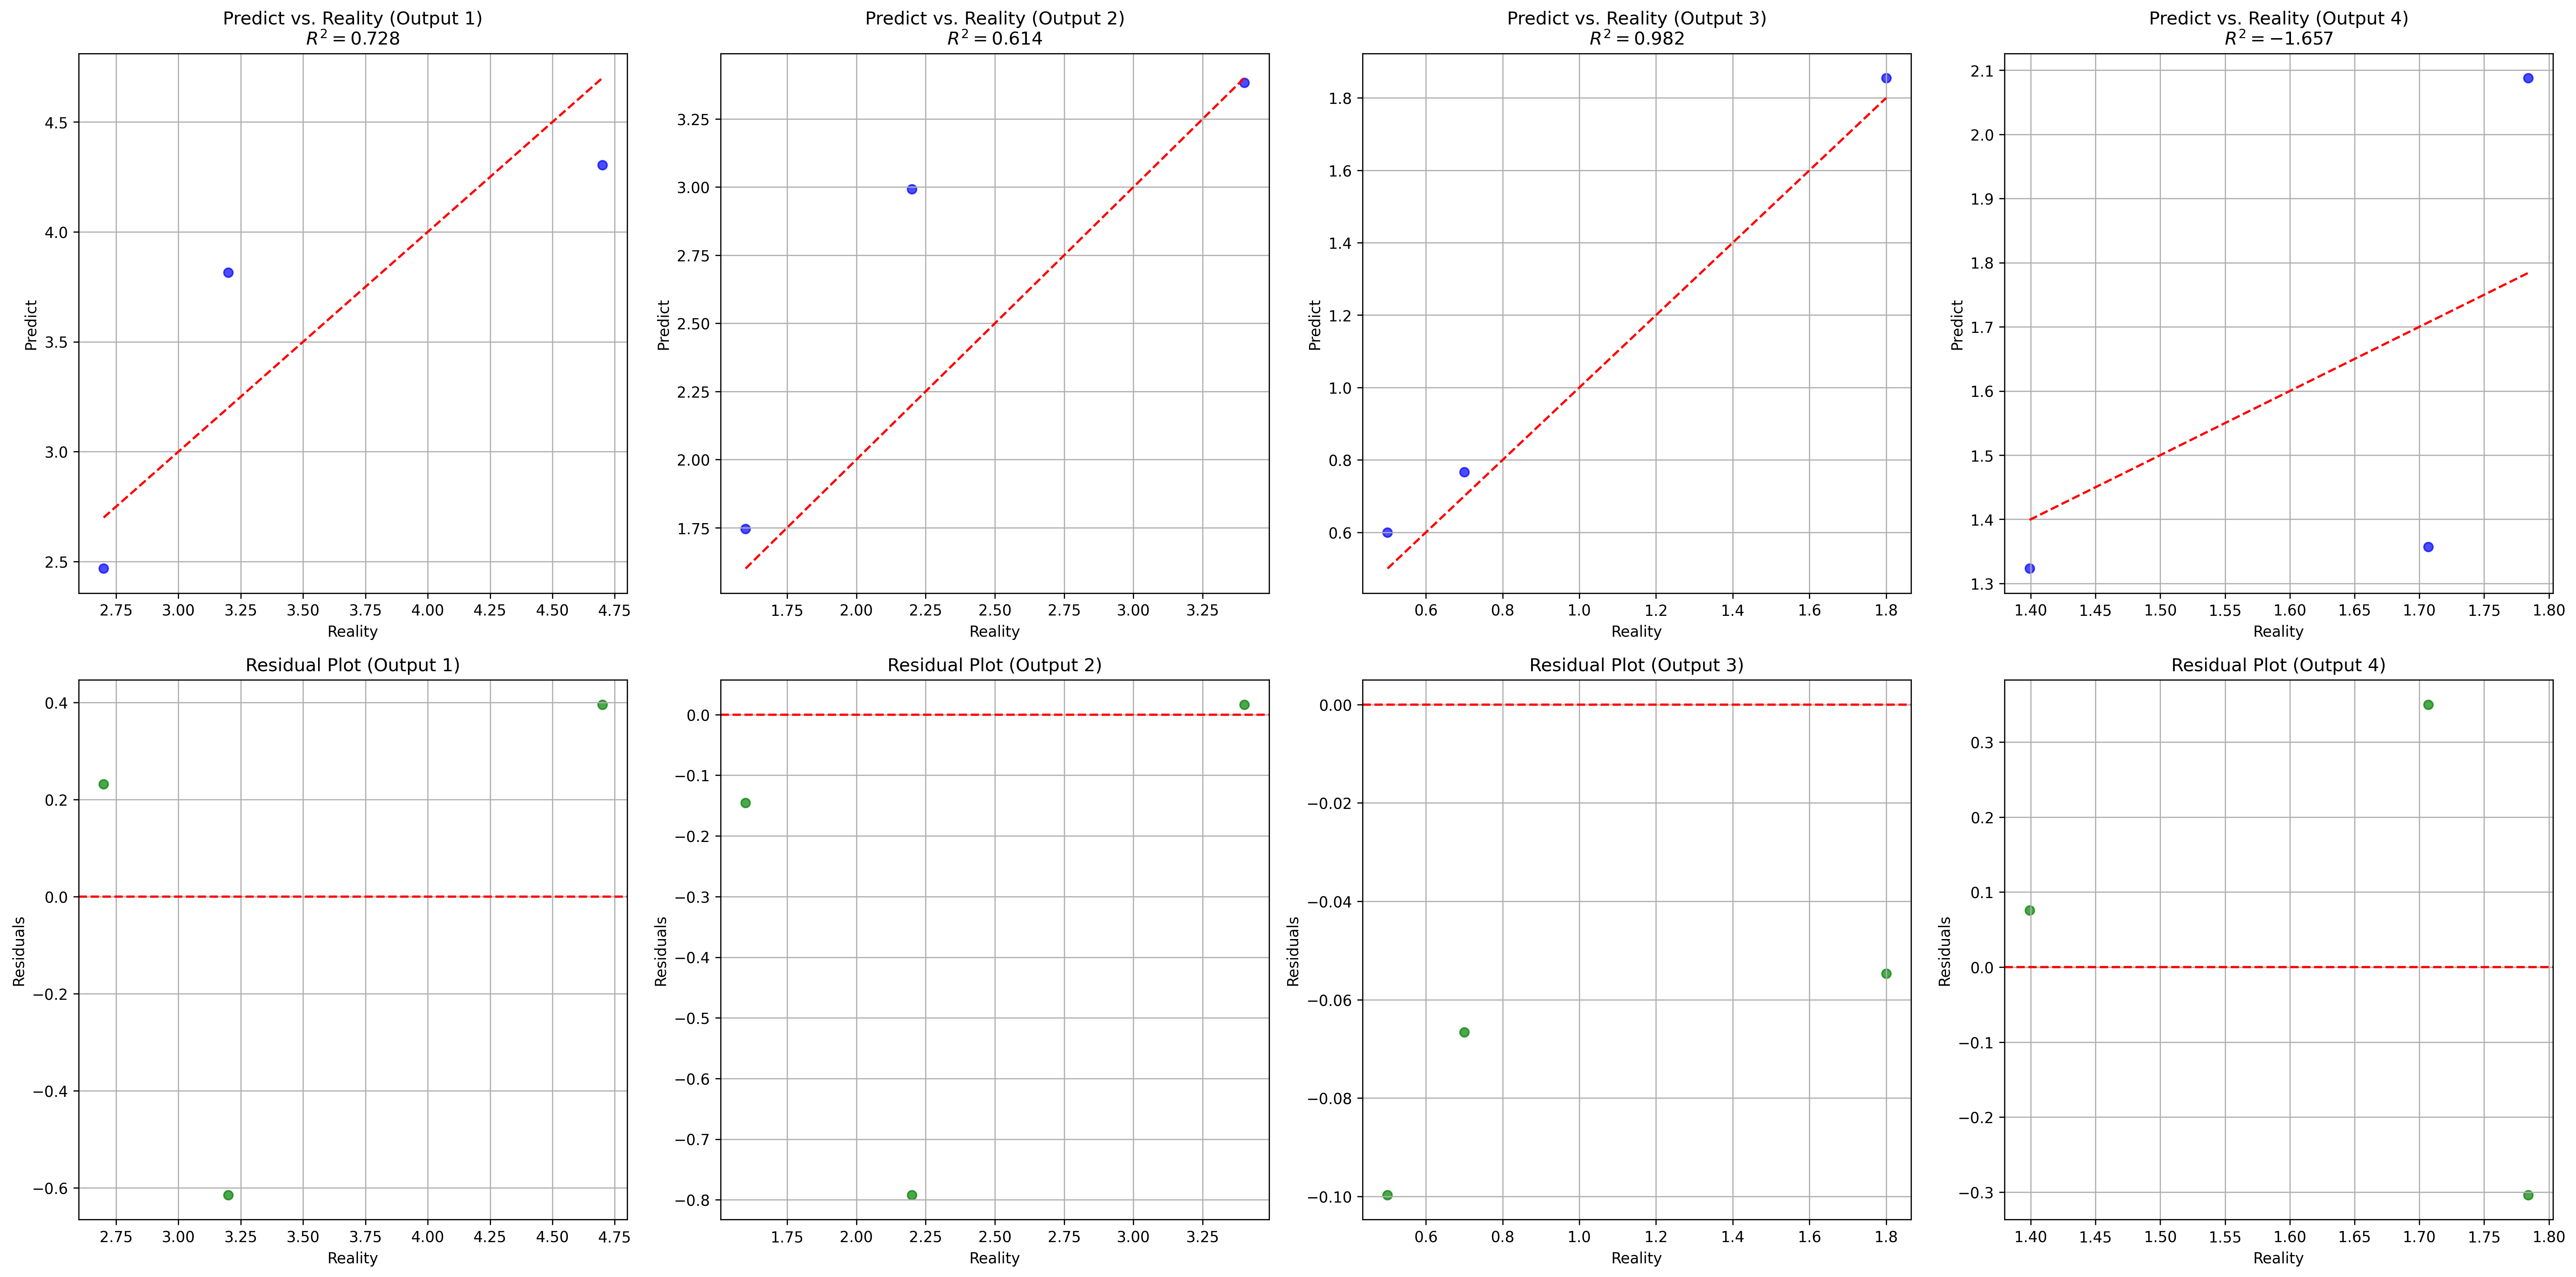 Predict vs. Reality (Output 1)
R² = 0.728
Predict
4.5
4.0
3.5
3.0
2.5
2.75 3.00 3.25 3.50 3.75 4.00 4.25 4.50 4.75
Reality
Predict vs. Reality (Output 2)
R² = 0.614
Predict
3.25
3.00
2.75
2.50
2.25
2.00
1.75
1.75 2.00 2.25 2.50 2.75 3.00 3.25
Reality
Predict vs. Reality (Output 3)
R² = 0.982
Predict
1.8
1.6
1.4
1.2
1.0
0.8
0.6
0.6 0.8 1.0 1.2 1.4 1.6 1.8
Reality
Predict vs. Reality (Output 4)
R² = −1.657
Predict
2.1
2.0
1.9
1.8
1.7
1.6
1.5
1.4
1.3
1.40 1.45 1.50 1.55 1.60 1.65 1.70 1.75 1.80
Reality
Residual Plot (Output 1)
Residuals
0.4
0.2
0.0
−0.2
−0.4
−0.6
2.75 3.00 3.25 3.50 3.75 4.00 4.25 4.50 4.75
Reality
Residual Plot (Output 2)
Residuals
0.0
−0.1
−0.2
−0.3
−0.4
−0.5
−0.6
−0.7
−0.8
1.75 2.00 2.25 2.50 2.75 3.00 3.25
Reality
Residual Plot (Output 3)
Residuals
0.00
−0.02
−0.04
−0.06
−0.08
−0.10
0.6 0.8 1.0 1.2 1.4 1.6 1.8
Reality
Residual Plot (Output 4)
Residuals
0.3
0.2
0.1
0.0
−0.1
−0.2
−0.3
1.40 1.45 1.50 1.55 1.60 1.65 1.70 1.75 1.80
Reality